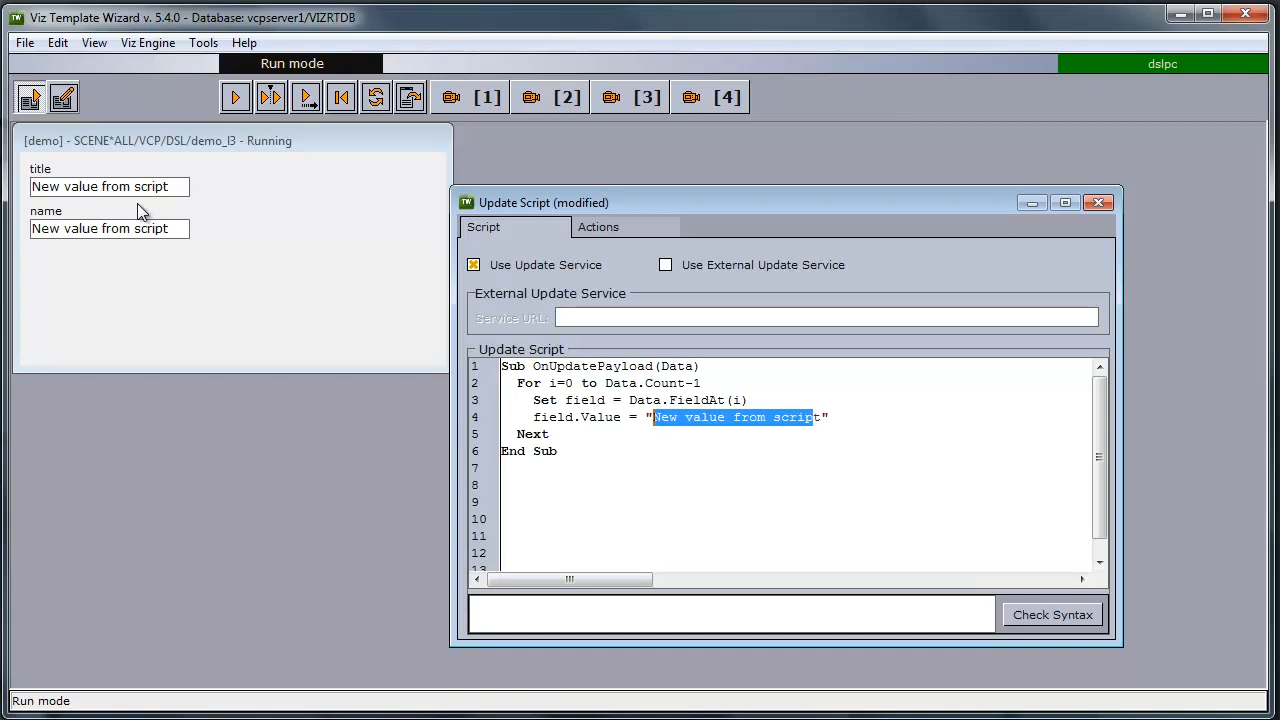 Viz Template Wizard v. 5.4.0 - Database: vcpserver1/VIZRTDB
File Edit View Viz Engine Tools Help
Run mode dslpc
[1] [2] [3] [4]
[demo] - SCENE*ALL/VCP/DSL/demo_l3 - Running
title
New value from script
name
New value from script
TW Update Script (modified)
Script Actions
Use Update Service Use External Update Service
External Update Service
Service URL:
Update Script
1 Sub OnUpdatePayload(Data)
2 For i=0 to Data.Count-1
3 Set field = Data.FieldAt(i)
4 field.Value = "New value from script"
5 Next
6 End Sub
7
8
9
10
11
12
13
Check Syntax
Run mode